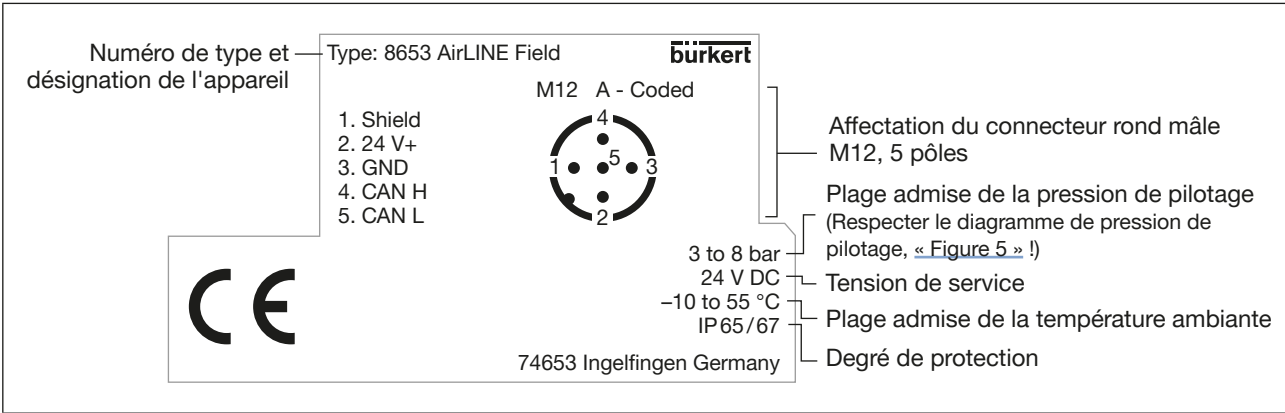 Numéro de type et
désignation de l'appareil
Type: 8653 AirLINE Field
burkert
M12 A - Coded
1. Shield
2. 24 V+
3. GND
4. CAN H
5. CAN L
4
1
5
3
2
Affectation du connecteur rond mâle
M12, 5 pôles
Plage admise de la pression de pilotage
(Respecter le diagramme de pression de
pilotage, « Figure 5 » !)
3 to 8 bar
24 V DC
Tension de service
–10 to 55 °C
Plage admise de la température ambiante
IP65/67
Degré de protection
CE
74653 Ingelfingen Germany